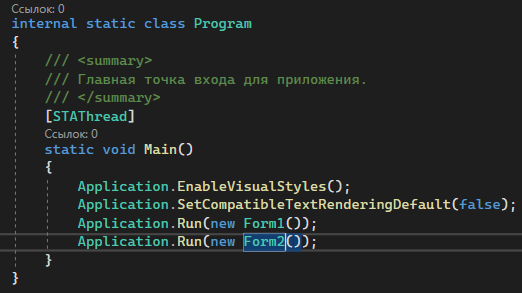 Ссылок: 0
internal static class Program
{
/// <summary>
/// Главная точка входа для приложения.
/// </summary>
[STAThread]
Ссылок: 0
static void Main()
{
Application.EnableVisualStyles();
Application.SetCompatibleTextRenderingDefault(false);
Application.Run(new Form1());
Application.Run(new Form2());
}
}